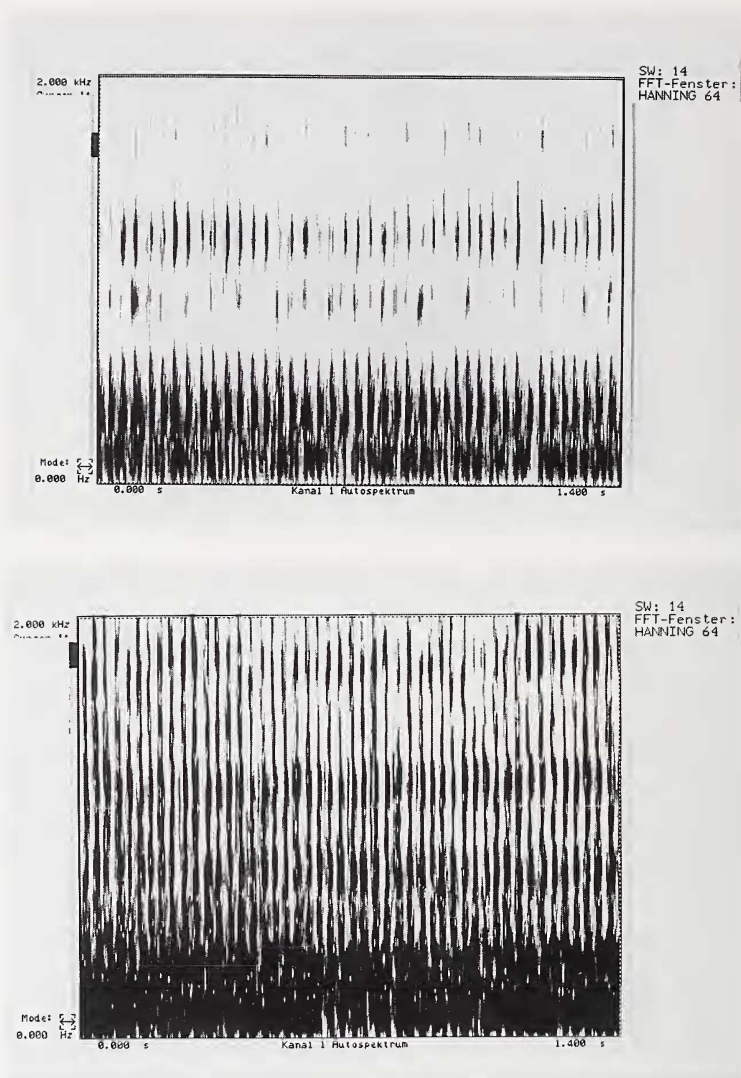 SW: 14
2.000 kHz
FFT-Fenster:
HANNING 64
Mode:
0.000 Hz
0.000 s Kanal 1 Autospektrum 1.400 s
SW: 14
2.000 kHz
FFT-Fenster:
HANNING 64
Mode:
0.000 Hz
0.000 s Kanal 1 Autospektrum 1.400 s